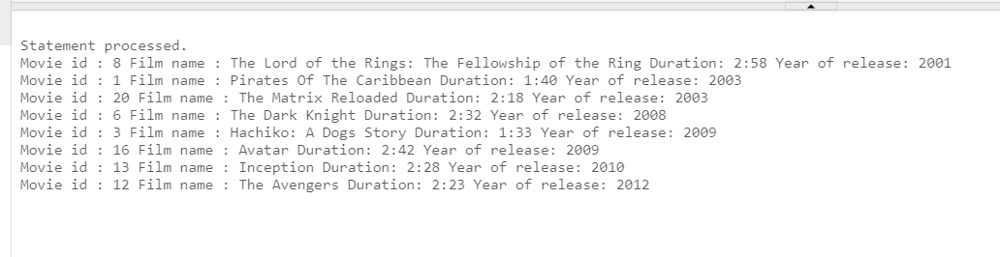 Statement processed.
Movie id : 8 Film name : The Lord of the Rings: The Fellowship of the Ring Duration: 2:58 Year of release: 2001
Movie id : 1 Film name : Pirates Of The Caribbean Duration: 1:40 Year of release: 2003
Movie id : 20 Film name : The Matrix Reloaded Duration: 2:18 Year of release: 2003
Movie id : 6 Film name : The Dark Knight Duration: 2:32 Year of release: 2008
Movie id : 3 Film name : Hachiko: A Dogs Story Duration: 1:33 Year of release: 2009
Movie id : 16 Film name : Avatar Duration: 2:42 Year of release: 2009
Movie id : 13 Film name : Inception Duration: 2:28 Year of release: 2010
Movie id : 12 Film name : The Avengers Duration: 2:23 Year of release: 2012